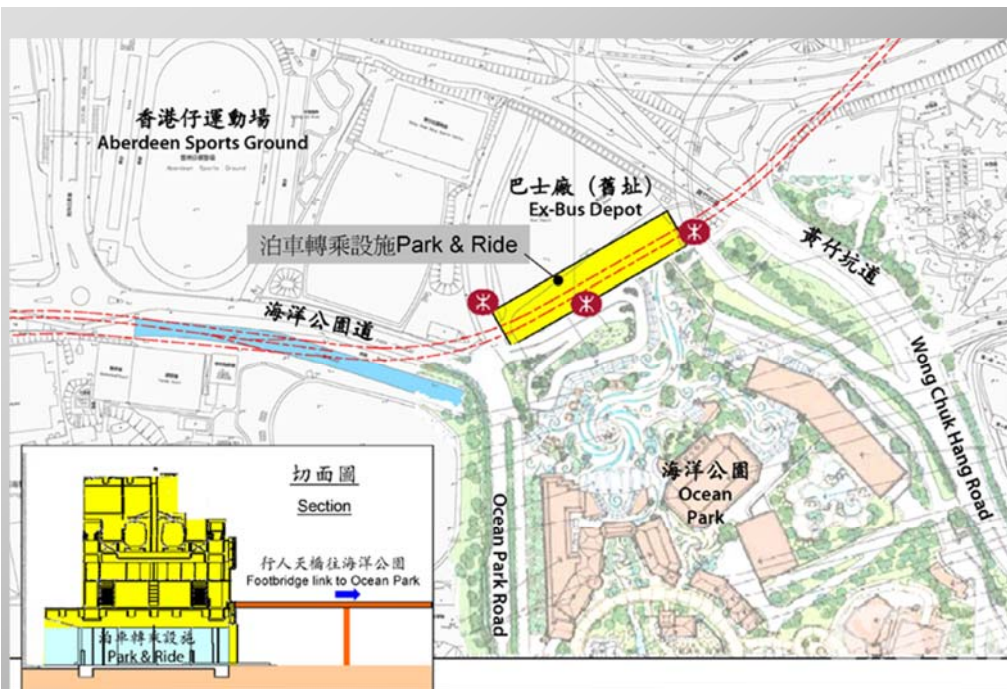 香港仔運動場
Aberdeen Sports Ground
Aberdeen Sports Ground
巴士廠（舊址）
Ex-Bus Depot
泊車轉乘設施Park & Ride
黃竹坑道
海洋公園道
Wong Chuk Hang Road
海洋公園
Ocean
Park
Ocean Park Road
切面圖
Section
行人天橋往海洋公園
Footbridge link to Ocean Park
泊車轉乘設施
Park & Ride